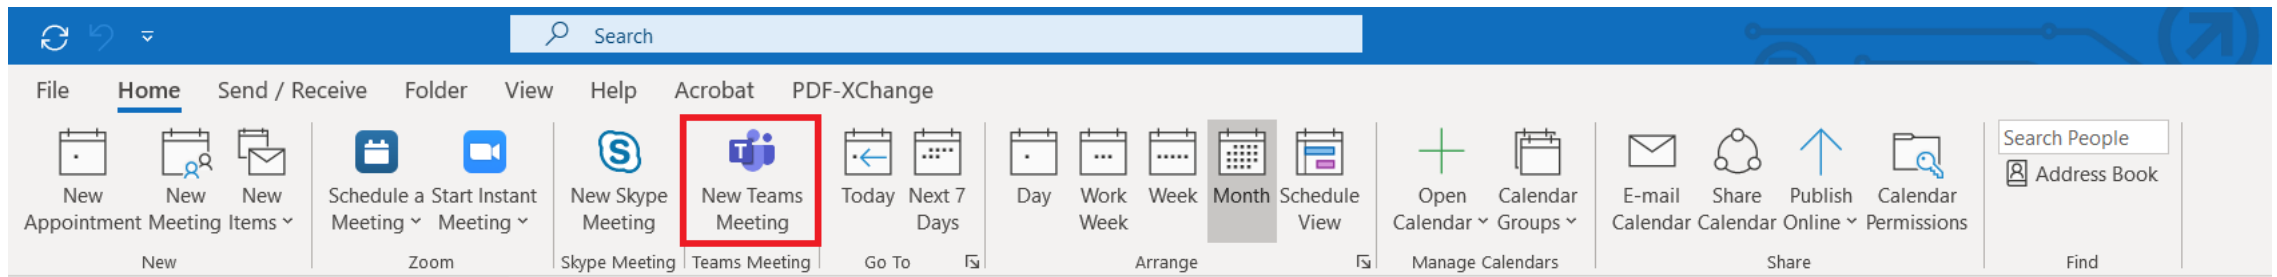 Search
File Home Send / Receive Folder View Help Acrobat PDF-XChange
New Appointment
New Meeting
New Items
Schedule a Meeting
Start Instant Meeting
New Skype Meeting
T
New Teams Meeting
Today
Next 7 Days
Day
Work Week
Week
Month
Schedule View
Open Calendar
Calendar Groups
E-mail Calendar
Share Calendar
Publish Online
Calendar Permissions
Search People
Address Book
New
Zoom
Skype Meeting
Teams Meeting
Go To
Arrange
Manage Calendars
Share
Find